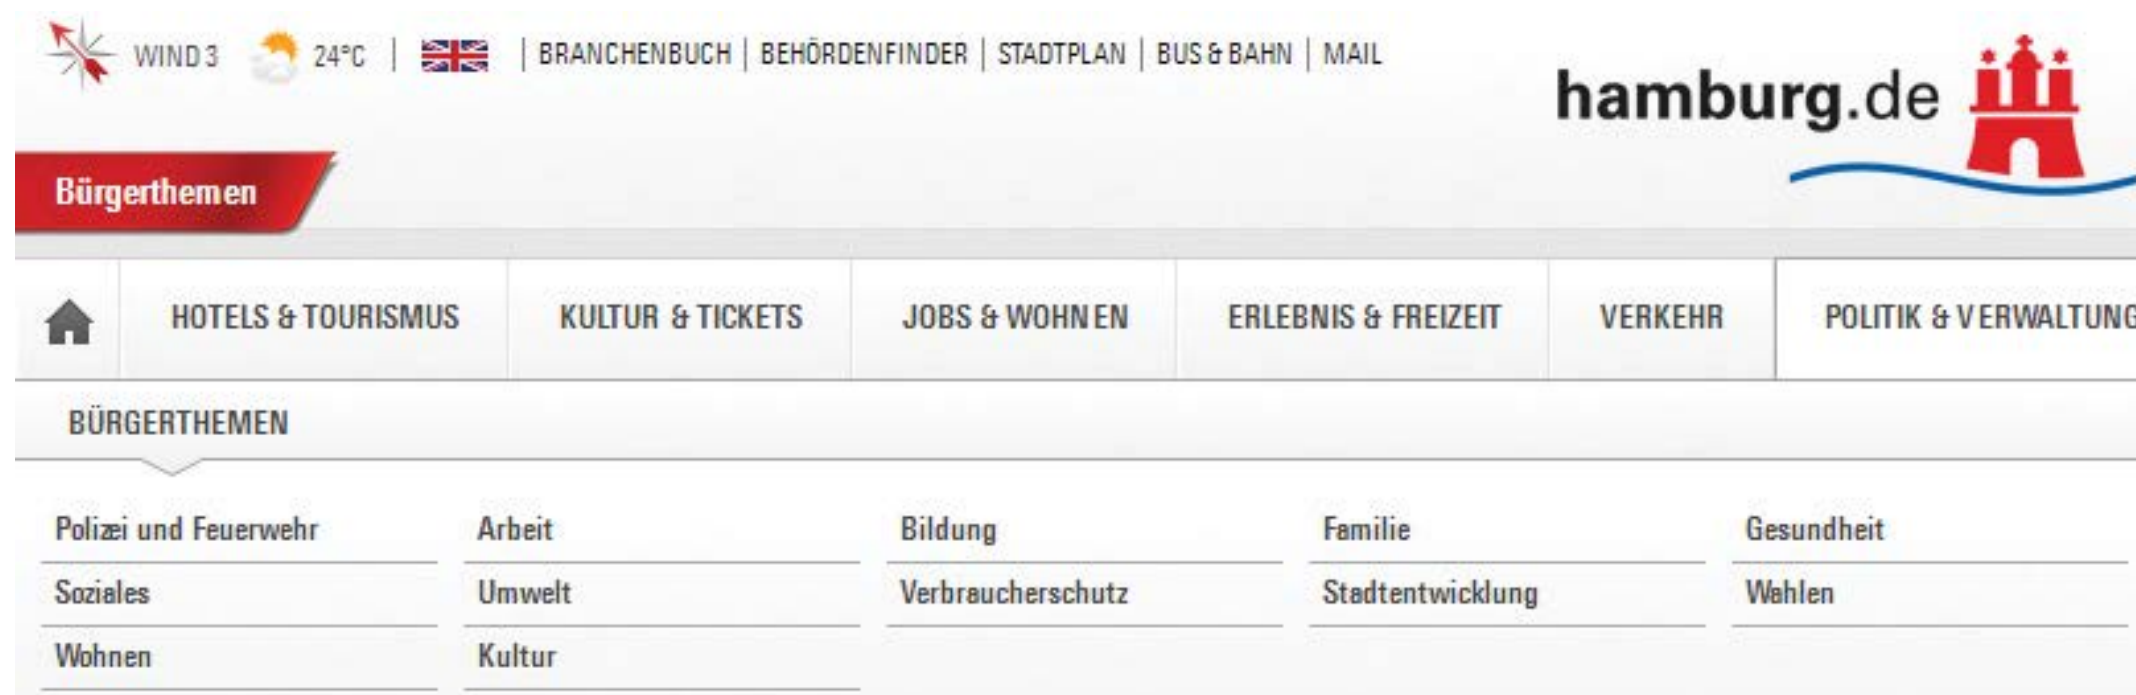 WIND 3 24°C | | BRANCHENBUCH | BEHÖRDENFINDER | STADTPLAN | BUS & BAHN | MAIL
hamburg.de
Bürgerthemen
HOTELS & TOURISMUS KULTUR & TICKETS JOBS & WOHNEN ERLEBNIS & FREIZEIT VERKEHR POLITIK & VERWALTUNG
BÜRGERTHEMEN
Polizei und Feuerwehr Arbeit Bildung Familie Gesundheit
Soziales Umwelt Verbraucherschutz Stadtentwicklung Wahlen
Wohnen Kultur